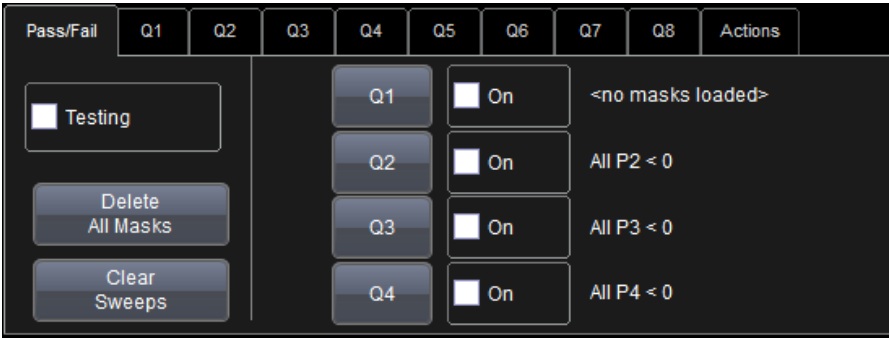 Pass/Fail Q1 Q2 Q3 Q4 Q5 Q6 Q7 Q8 Actions
Testing
Delete
All Masks
Clear
Sweeps
Q1 On <no masks loaded>
Q2 On All P2 < 0
Q3 On All P3 < 0
Q4 On All P4 < 0